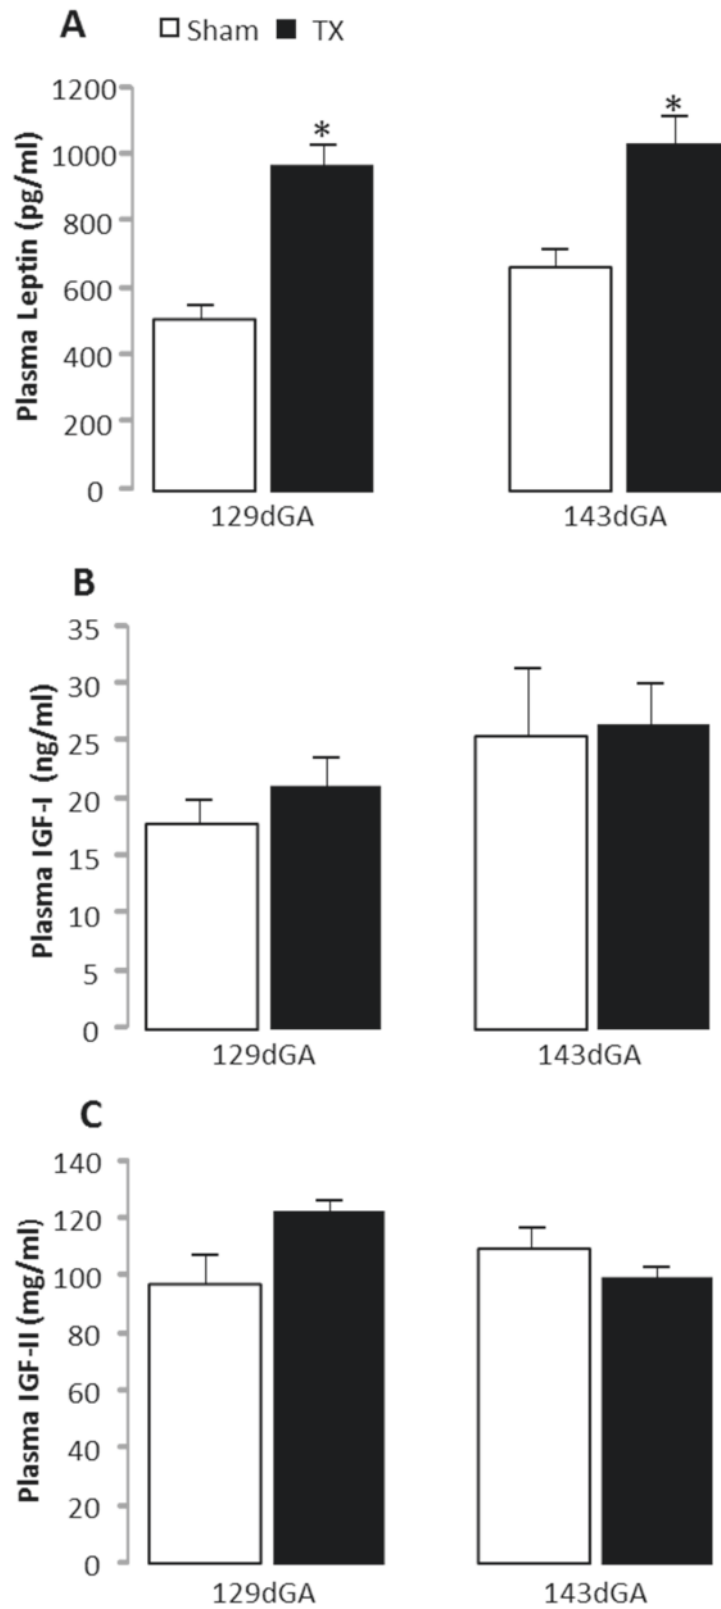 A
Sham TX
Plasma Leptin (pg/ml)
1200
1000
800
600
400
200
0
*
*
129dGA 143dGA
B
Plasma IGF-I (ng/ml)
35
30
25
20
15
10
5
0
129dGA 143dGA
C
Plasma IGF-II (mg/ml)
140
120
100
80
60
40
20
0
129dGA 143dGA